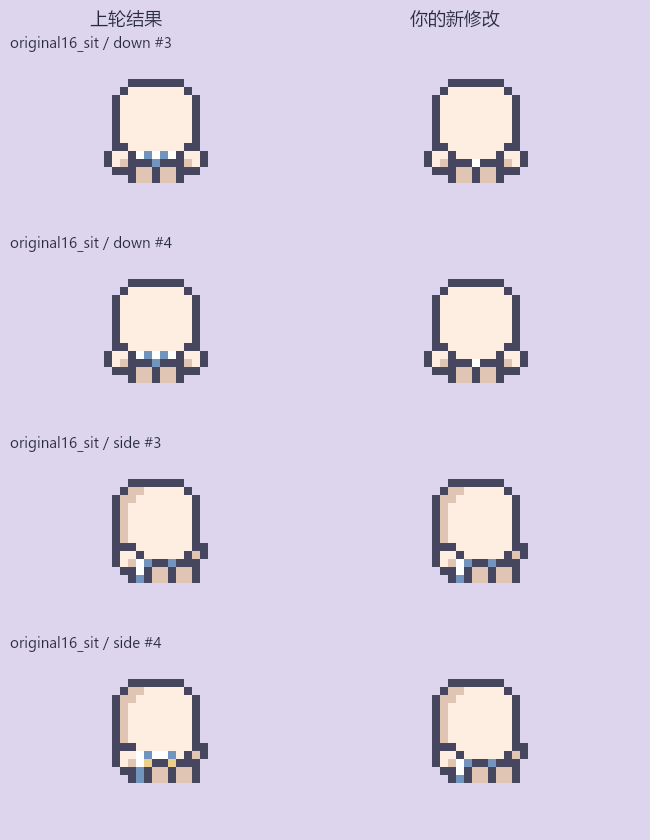 上轮结果
你的新修改
original16_sit / down #3
original16_sit / down #4
original16_sit / side #3
original16_sit / side #4